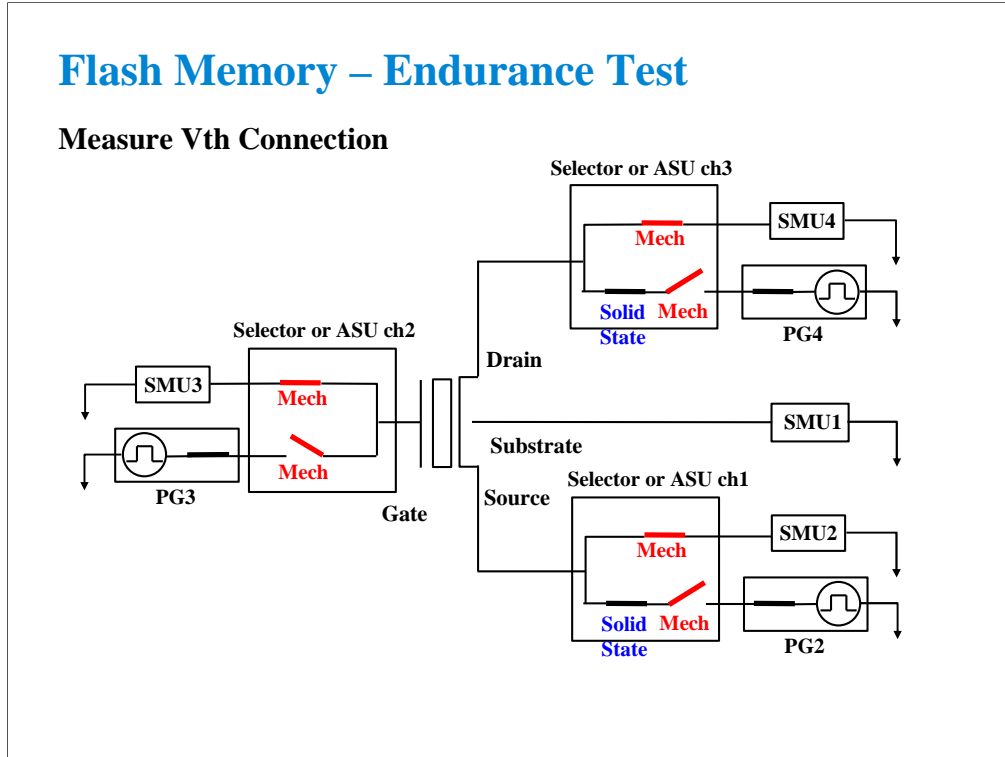 Flash Memory – Endurance Test
Measure Vth Connection
Selector or ASU ch3
SMU4
Mech
Solid
State
Mech
PG4
Selector or ASU ch2
Drain
SMU3
Mech
SMU1
Mech
Substrate
PG3
Gate
Source
Selector or ASU ch1
SMU2
Mech
Solid
State
Mech
PG2